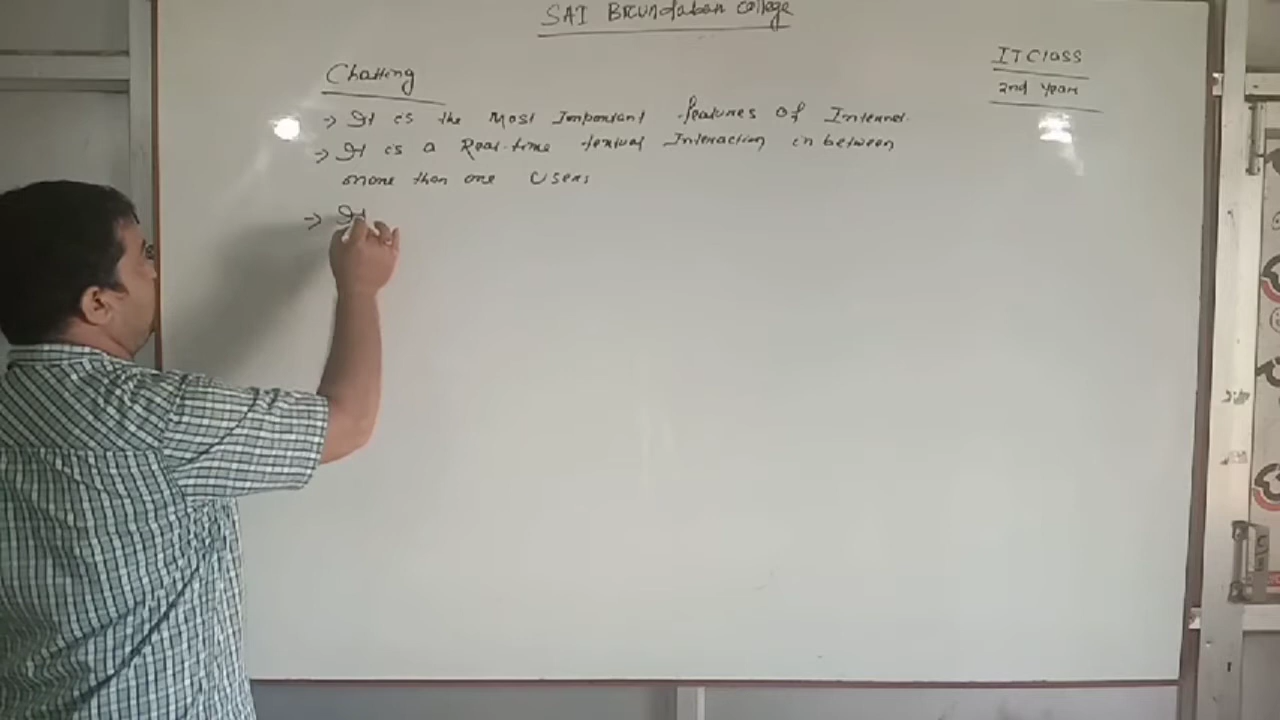 SAI Brundaban College
IT Class
2nd Year
Chatting
→ It is the Most Important features of Internet.
→ It is a Real-time textual Interaction in between
more than one Users
→ It